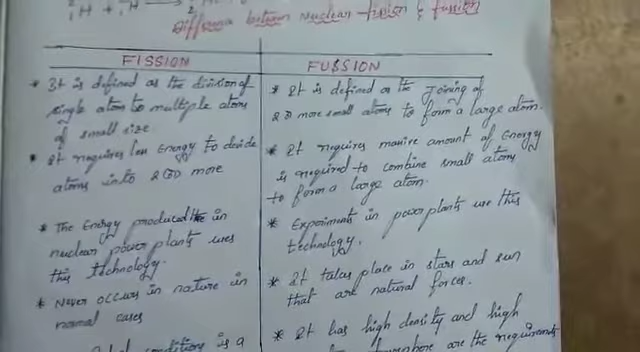 Difference between Nuclear fission & fussion
FISSION
* It is defined as the division of
single atom to multiple atoms
of small size.
* It requires less Energy to decide
atoms into 2 or more
* The Energy produced in
nuclear power plants uses
this technology.
* Never occurs in nature in
normal cases
conditions is a
FUSSION
* It is defined as the Joining of
2 or more small atoms to form a large atom.
* It requires massive amount of Energy
is required to combine small atoms
to form a large atom.
* Experiment in power plants use this
technology.
* It takes place in stars and sun
that are natural forces.
* It has high density and high
are the requirements